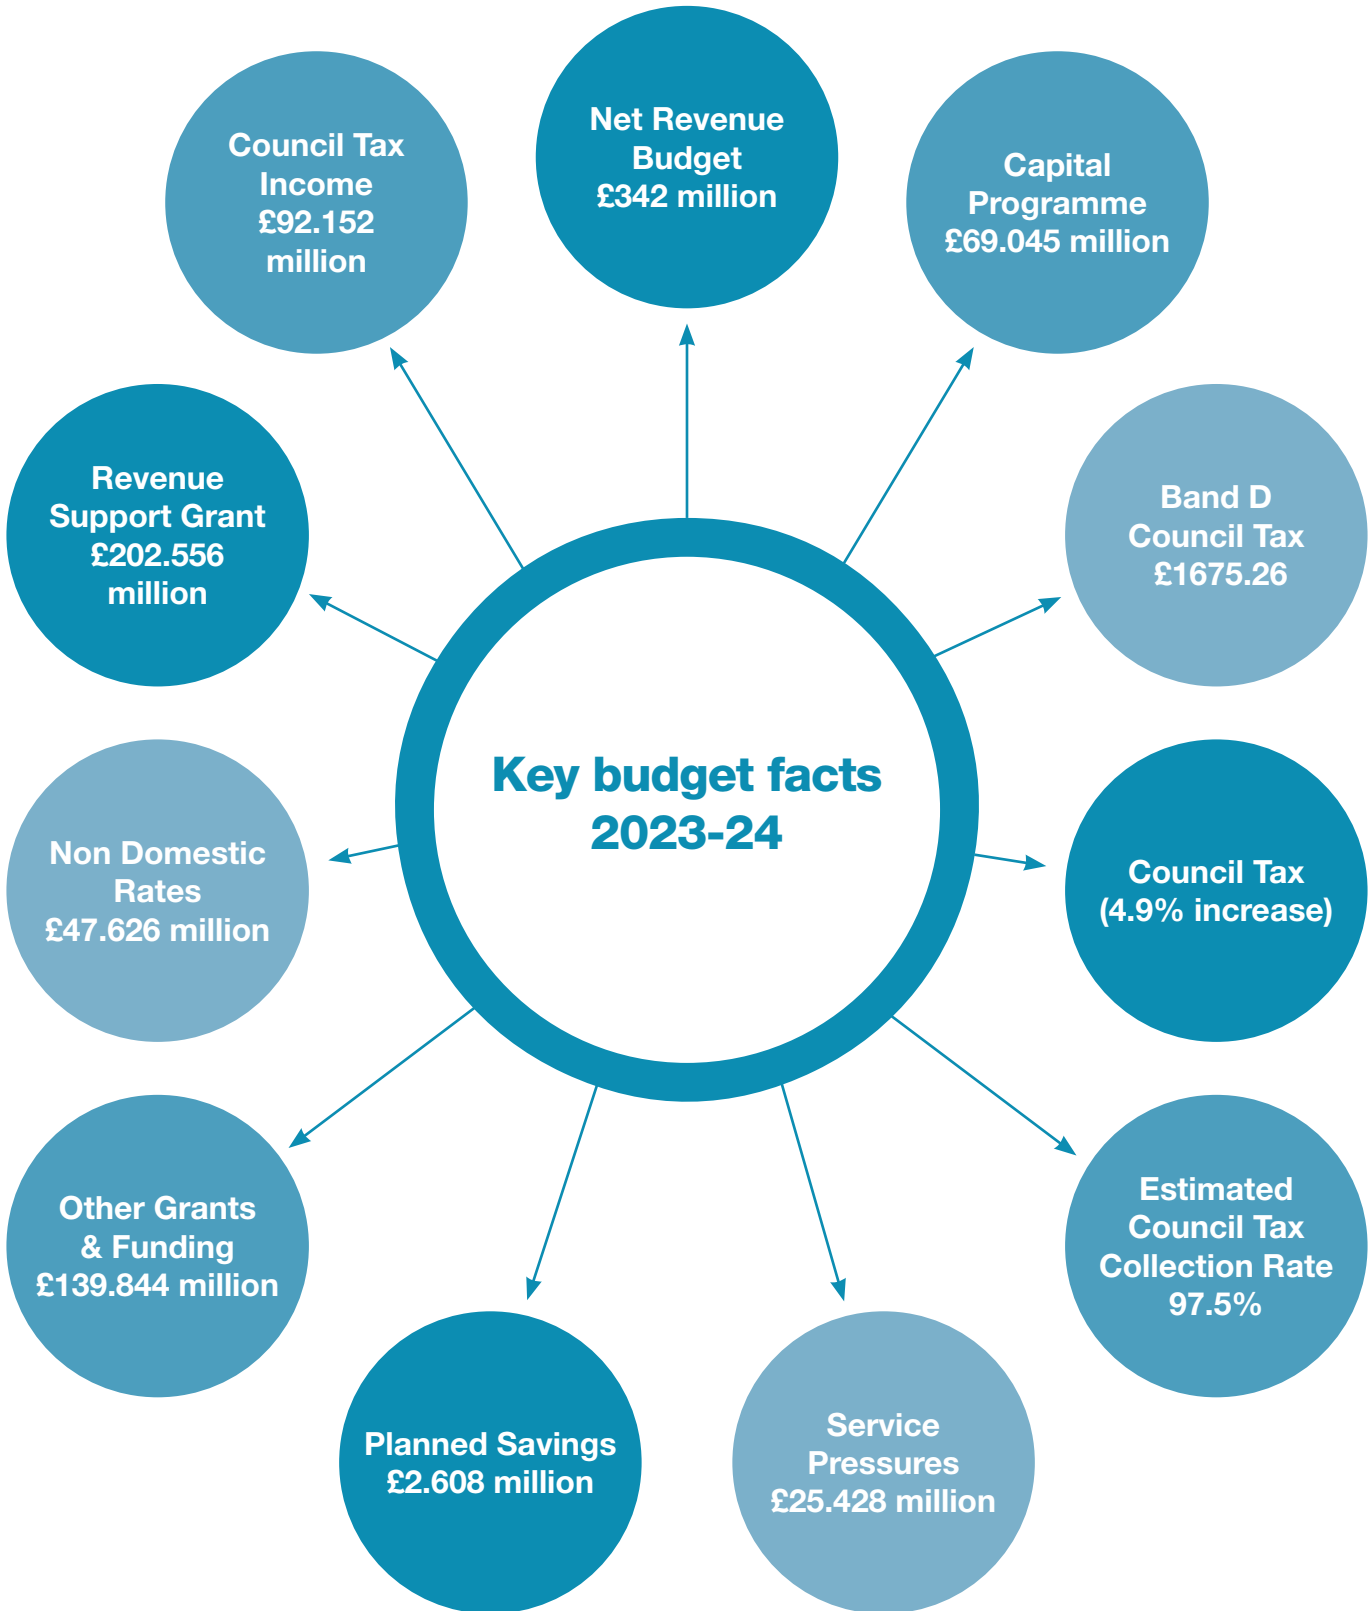 Net Revenue
Budget
£342 million
Capital
Programme
£69.045 million
Band D
Council Tax
£1675.26
Council Tax
(4.9% increase)
Estimated
Council Tax
Collection Rate
97.5%
Service
Pressures
£25.428 million
Planned Savings
£2.608 million
Other Grants
& Funding
£139.844 million
Non Domestic
Rates
£47.626 million
Revenue
Support Grant
£202.556
million
Council Tax
Income
£92.152
million
Key budget facts
2023-24